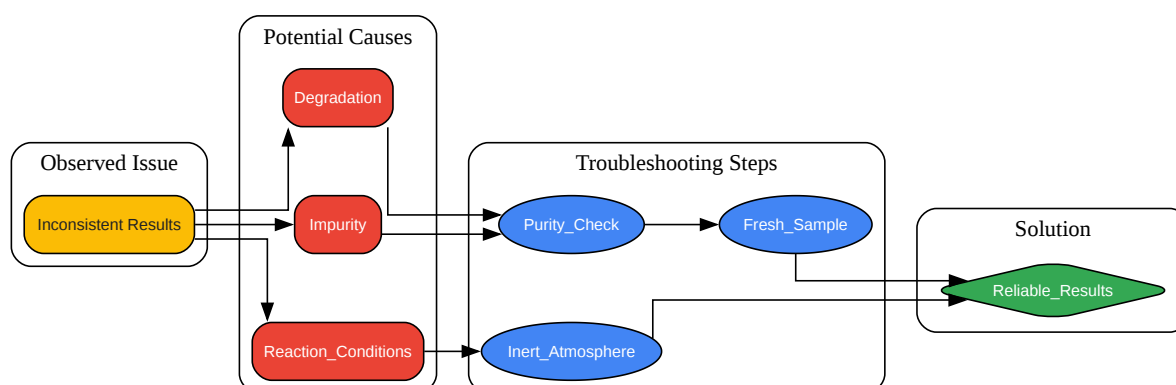 Potential Causes
Degradation
Observed Issue
Troubleshooting Steps
Inconsistent Results
Impurity
Purity_Check
Fresh_Sample
Solution
Reliable_Results
Reaction_Conditions
Inert_Atmosphere